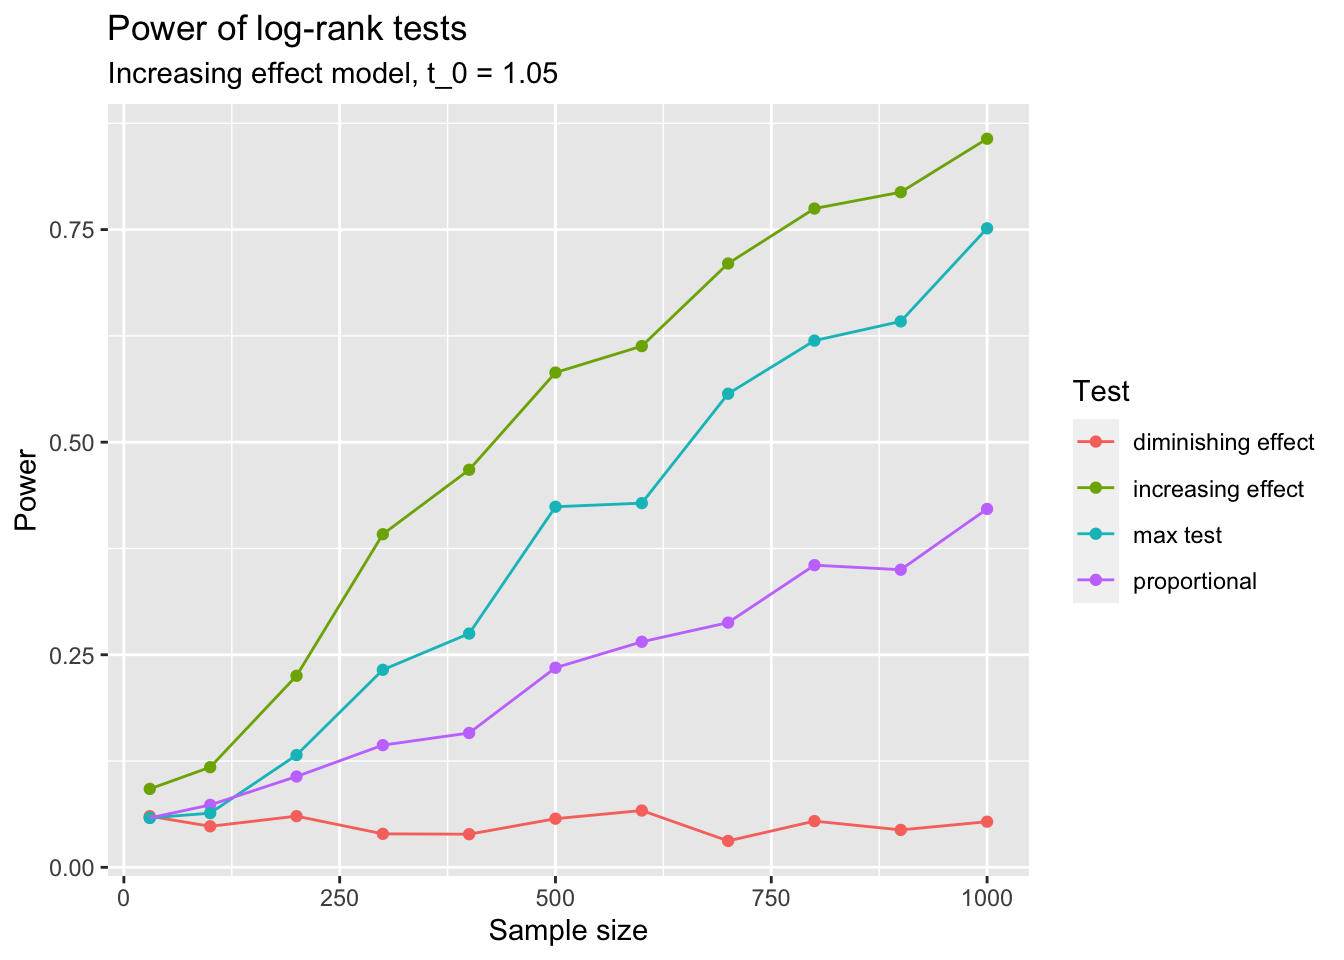 Power of log-rank tests
Increasing effect model, t_0 = 1.05
Power
0.75
0.50
0.25
0.00
0 250 500 750 1000
Sample size
Test
diminishing effect
increasing effect
max test
proportional